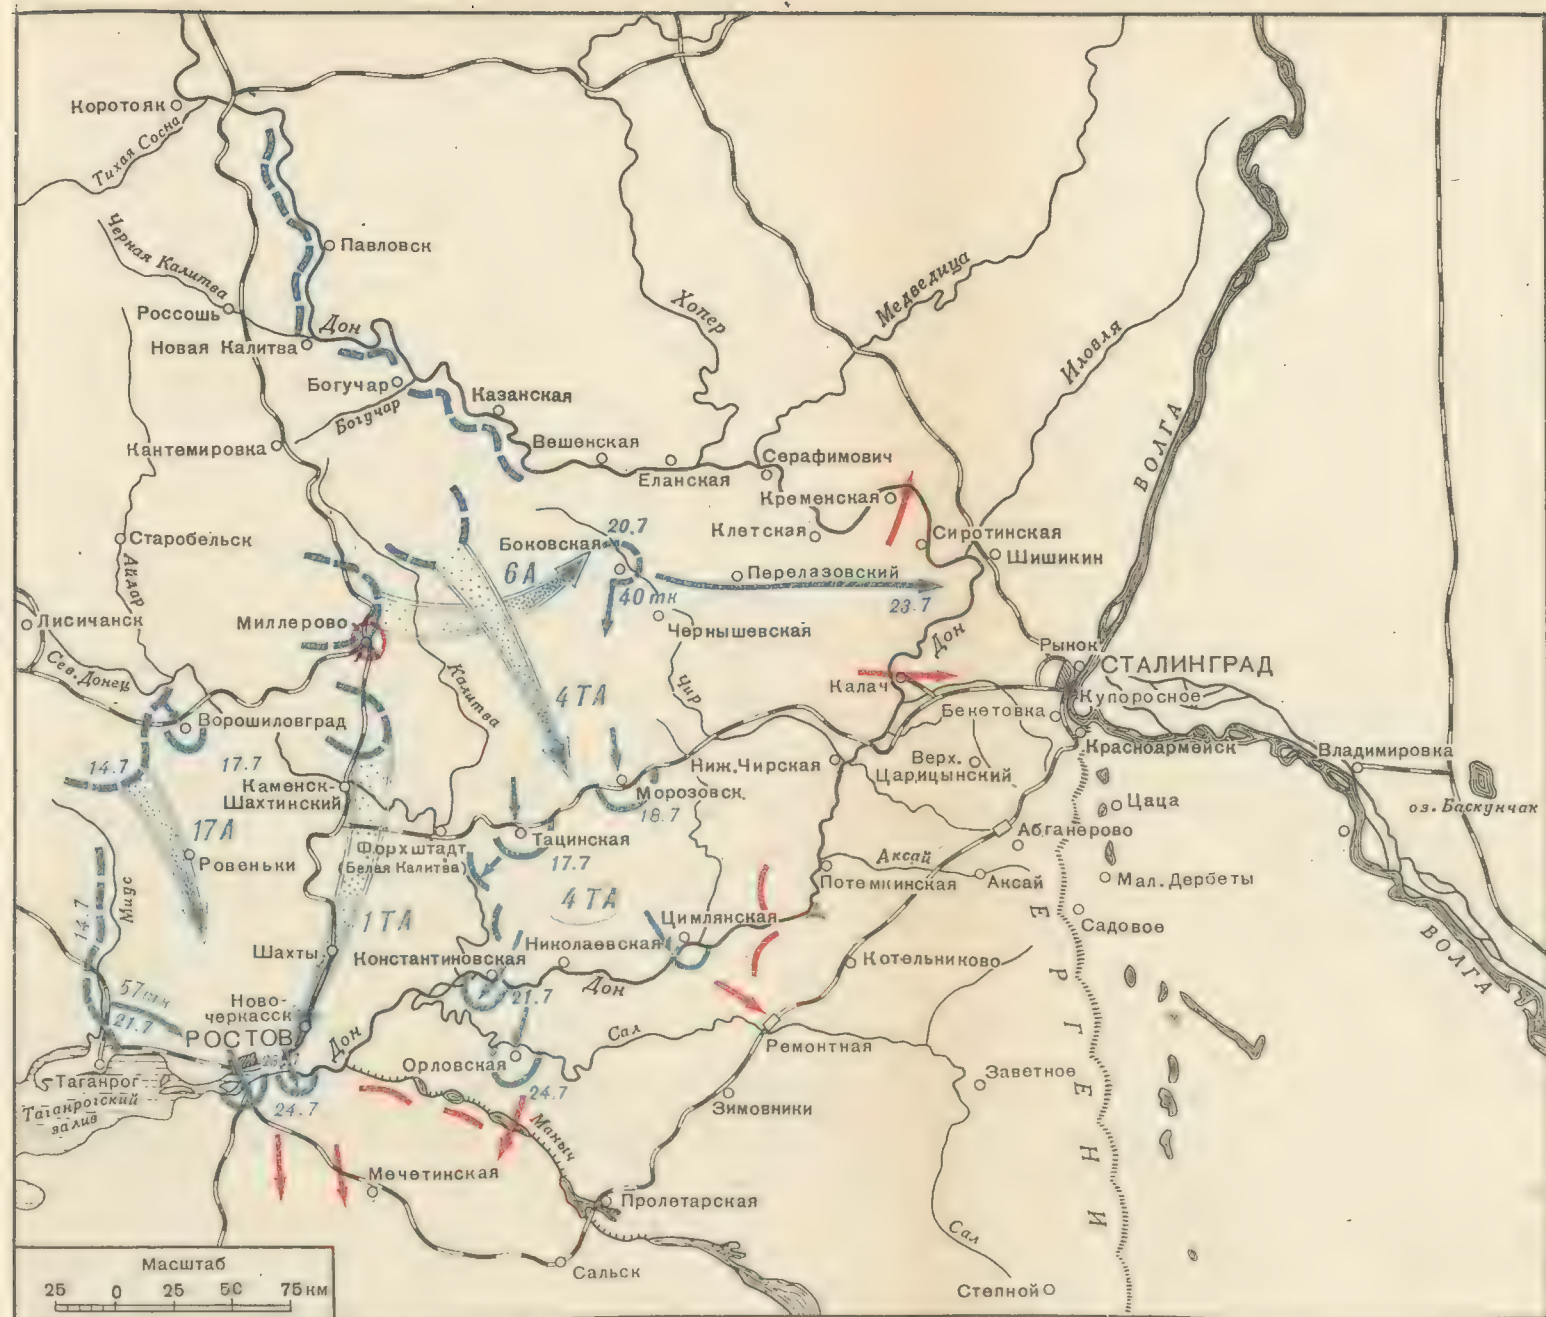 Коротояк
Тихая Сосна
Павловск
Черная Калитва
Россошь
Дон
Новая Калитва
Хопер
Медведица
Иловля
Богучар
Богучар
Казанская
ВОЛГА
Кантемировка
Вешенская
Еланская
Серафимович
Кременская
Клетская
Сиротинская
Шишикин
Старобельск
Айдар
Боковская
20.7
6А
Перелазовский
40 тк
23.7
Лисичанск
Миллерово
Чернышевская
Дон
Рынок
СТАЛИНГРАД
Сев. Донец
Калитва
4 ТА
Чир
Калач
Купоросное
Бекетовка
Ворошиловград
Красноармейск
Владимировка
14.7
17.7
Ниж. Чирская
Верх.
Царицынский
Каменск-
Шахтинский
Морозовск
18.7
Цаца
оз. Баскунчак
17А
Форхштадт
(Белая Калитва)
Тацинская
17.7
Абганерово
Ровеньки
Аксай
Потемкинская
Аксай
Мал. Дербеты
Миус
14.7
1 ТА
4 ТА
Цимлянская
Садовое
Шахты
Константиновская
Николаевская
Котельниково
ВОЛГА
57тк
21.7
Ново-
черкасск
21.7
Дон
РОСТОВ
Дон
Сал
Ремонтная
Таганрог
Орловская
Заветное
Таганрогский
залив
24.7
24.7
Зимовники
Маныч
ЕРГЕНИ
Мечетинская
Пролетарская
Сал
Сальск
Степной
Масштаб
25 0 25 50 75 км